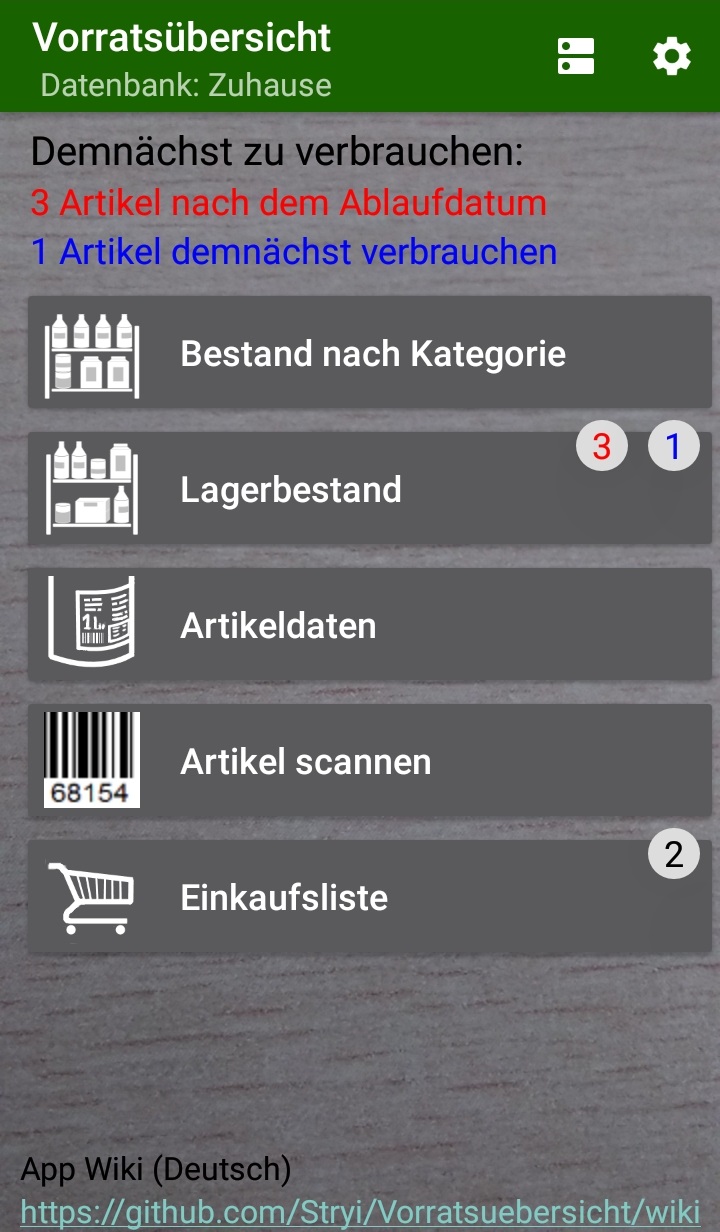 Vorratsübersicht
Datenbank: Zuhause
Demnächst zu verbrauchen:
3 Artikel nach dem Ablaufdatum
1 Artikel demnächst verbrauchen
Bestand nach Kategorie
3 1
Lagerbestand
1L
Artikeldaten
68154
Artikel scannen
2
Einkaufsliste
App Wiki (Deutsch)
https://github.com/Stryi/Vorratsuebersicht/wiki